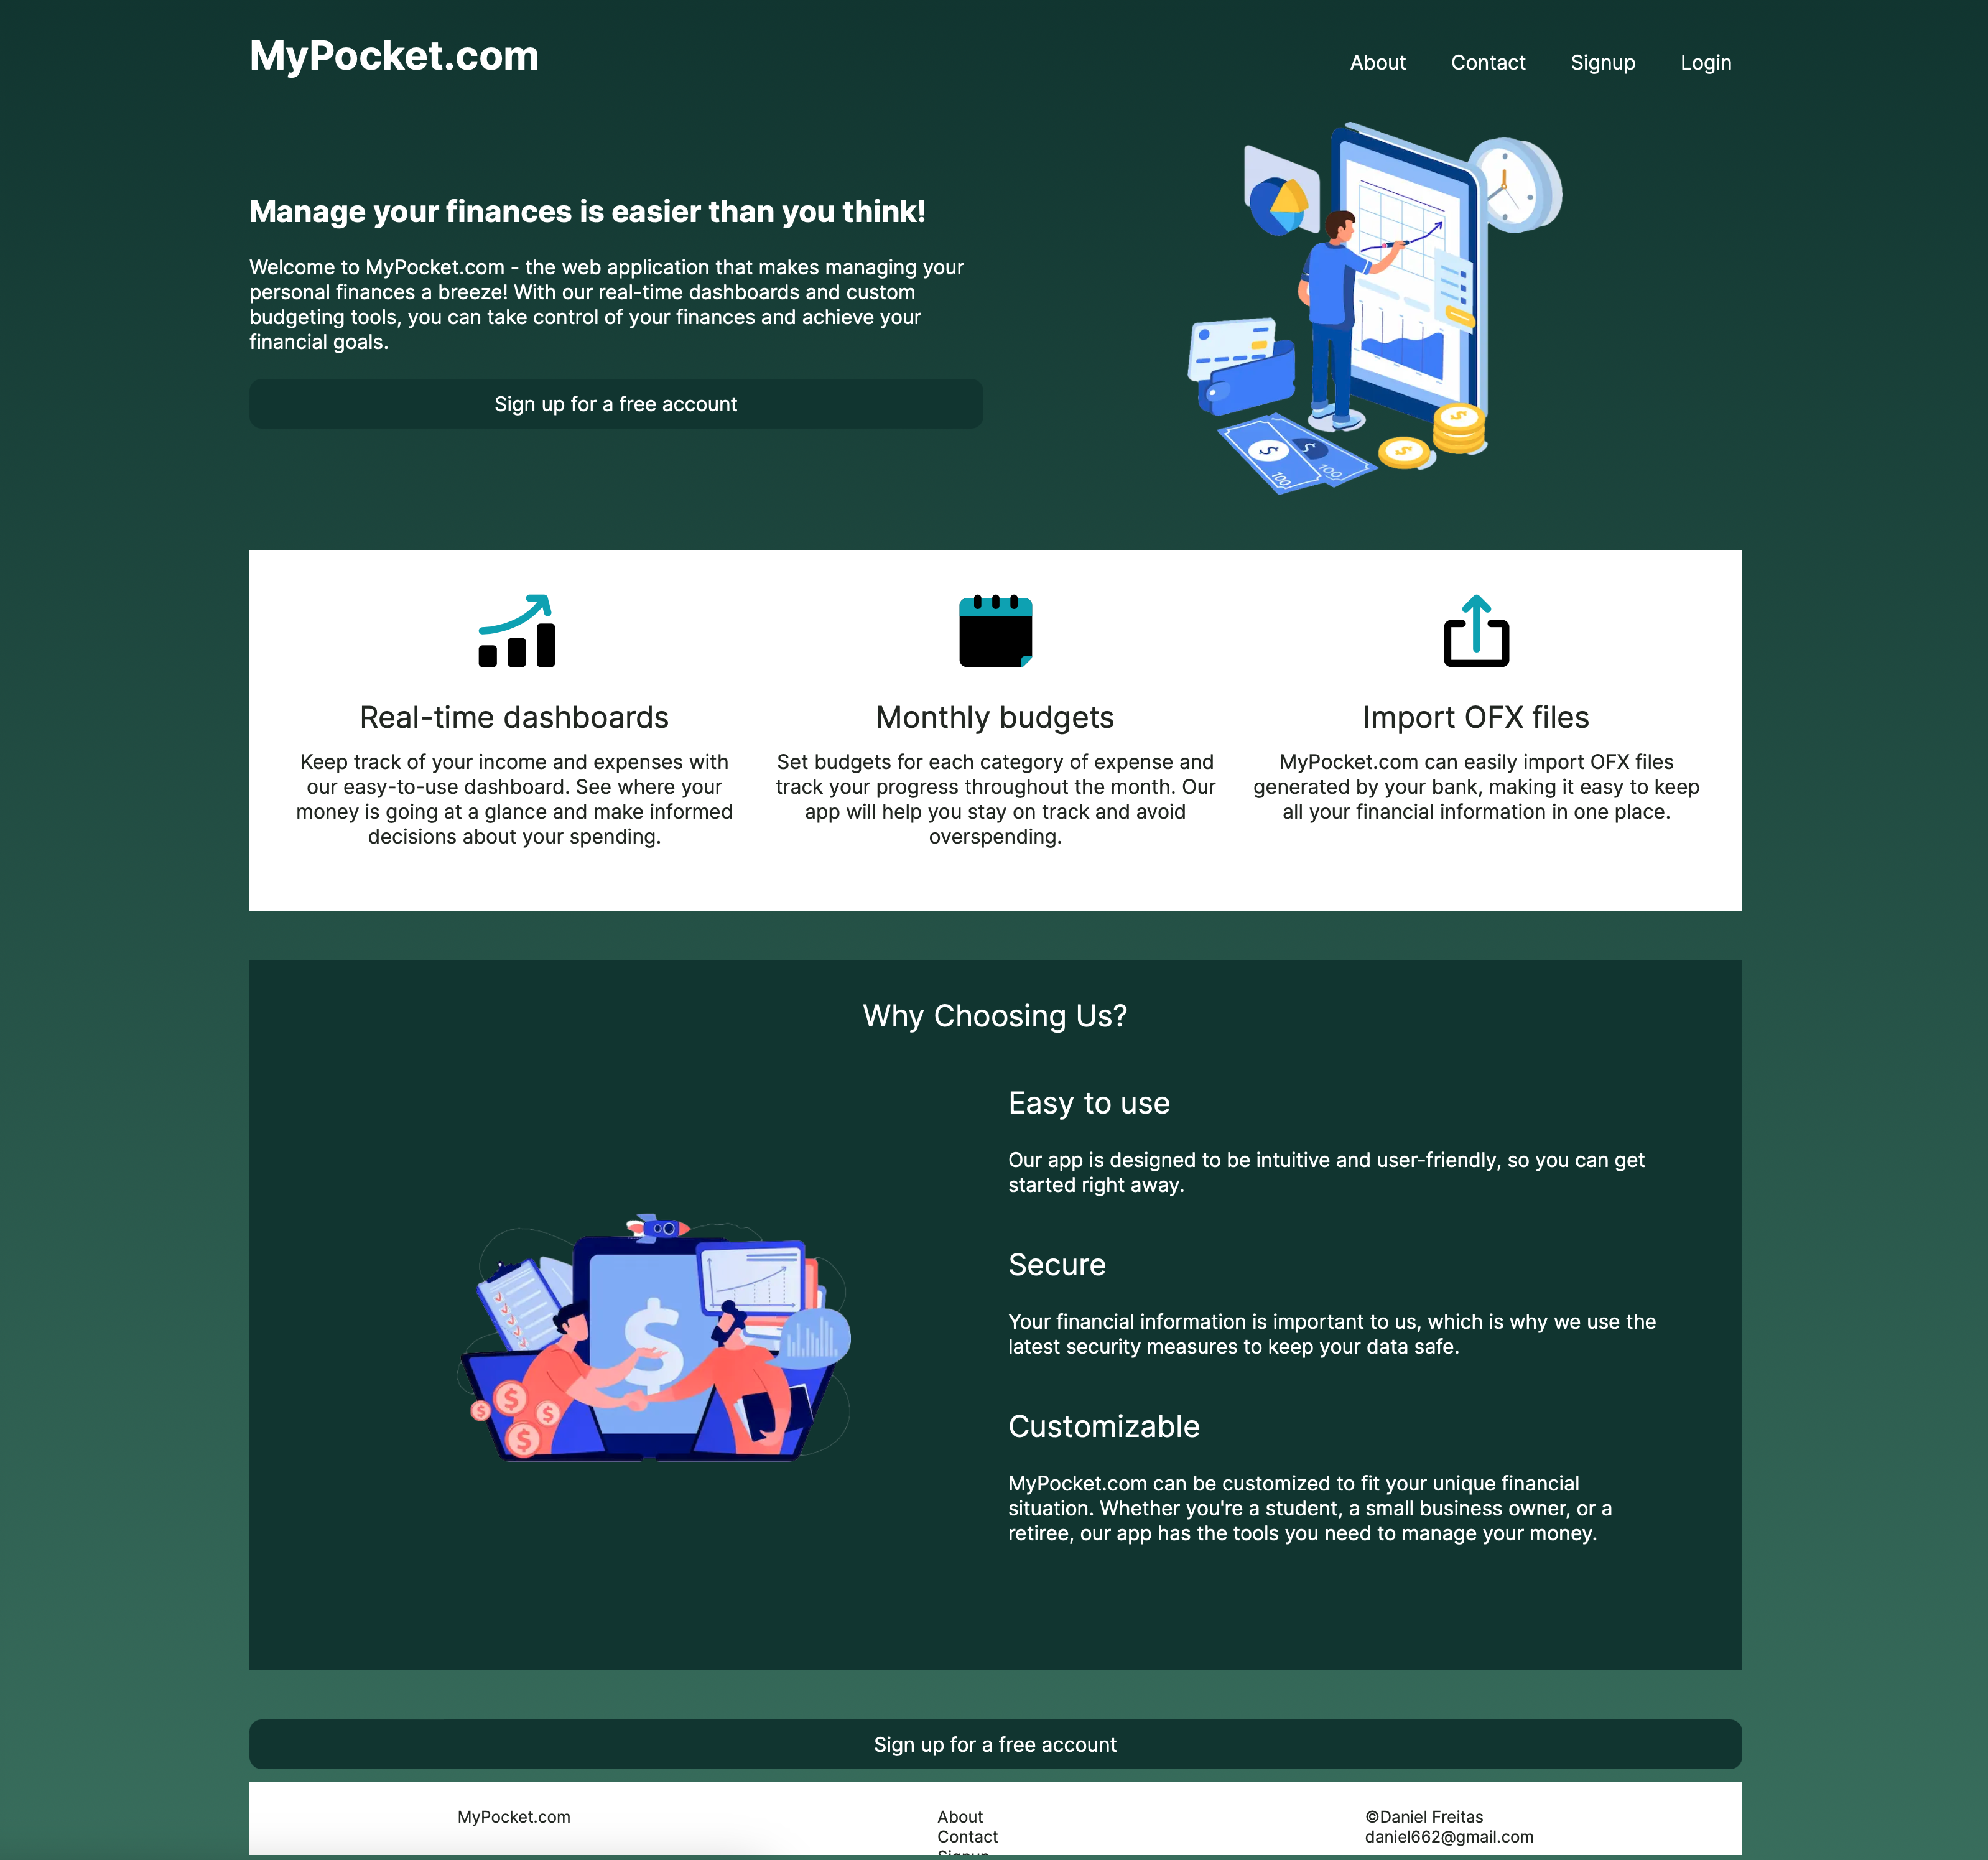 MyPocket.com
About Contact Signup Login
Manage your finances is easier than you think!
Welcome to MyPocket.com - the web application that makes managing your
personal finances a breeze! With our real-time dashboards and custom
budgeting tools, you can take control of your finances and achieve your
financial goals.
Sign up for a free account
$ 100
$ 100
$
$
Real-time dashboards
Keep track of your income and expenses with
our easy-to-use dashboard. See where your
money is going at a glance and make informed
decisions about your spending.
Monthly budgets
Set budgets for each category of expense and
track your progress throughout the month. Our
app will help you stay on track and avoid
overspending.
Import OFX files
MyPocket.com can easily import OFX files
generated by your bank, making it easy to keep
all your financial information in one place.
Why Choosing Us?
$
$
$
$
$
Easy to use
Our app is designed to be intuitive and user-friendly, so you can get
started right away.
Secure
Your financial information is important to us, which is why we use the
latest security measures to keep your data safe.
Customizable
MyPocket.com can be customized to fit your unique financial
situation. Whether you're a student, a small business owner, or a
retiree, our app has the tools you need to manage your money.
Sign up for a free account
MyPocket.com
About
Contact
Signup
©Daniel Freitas
daniel662@gmail.com